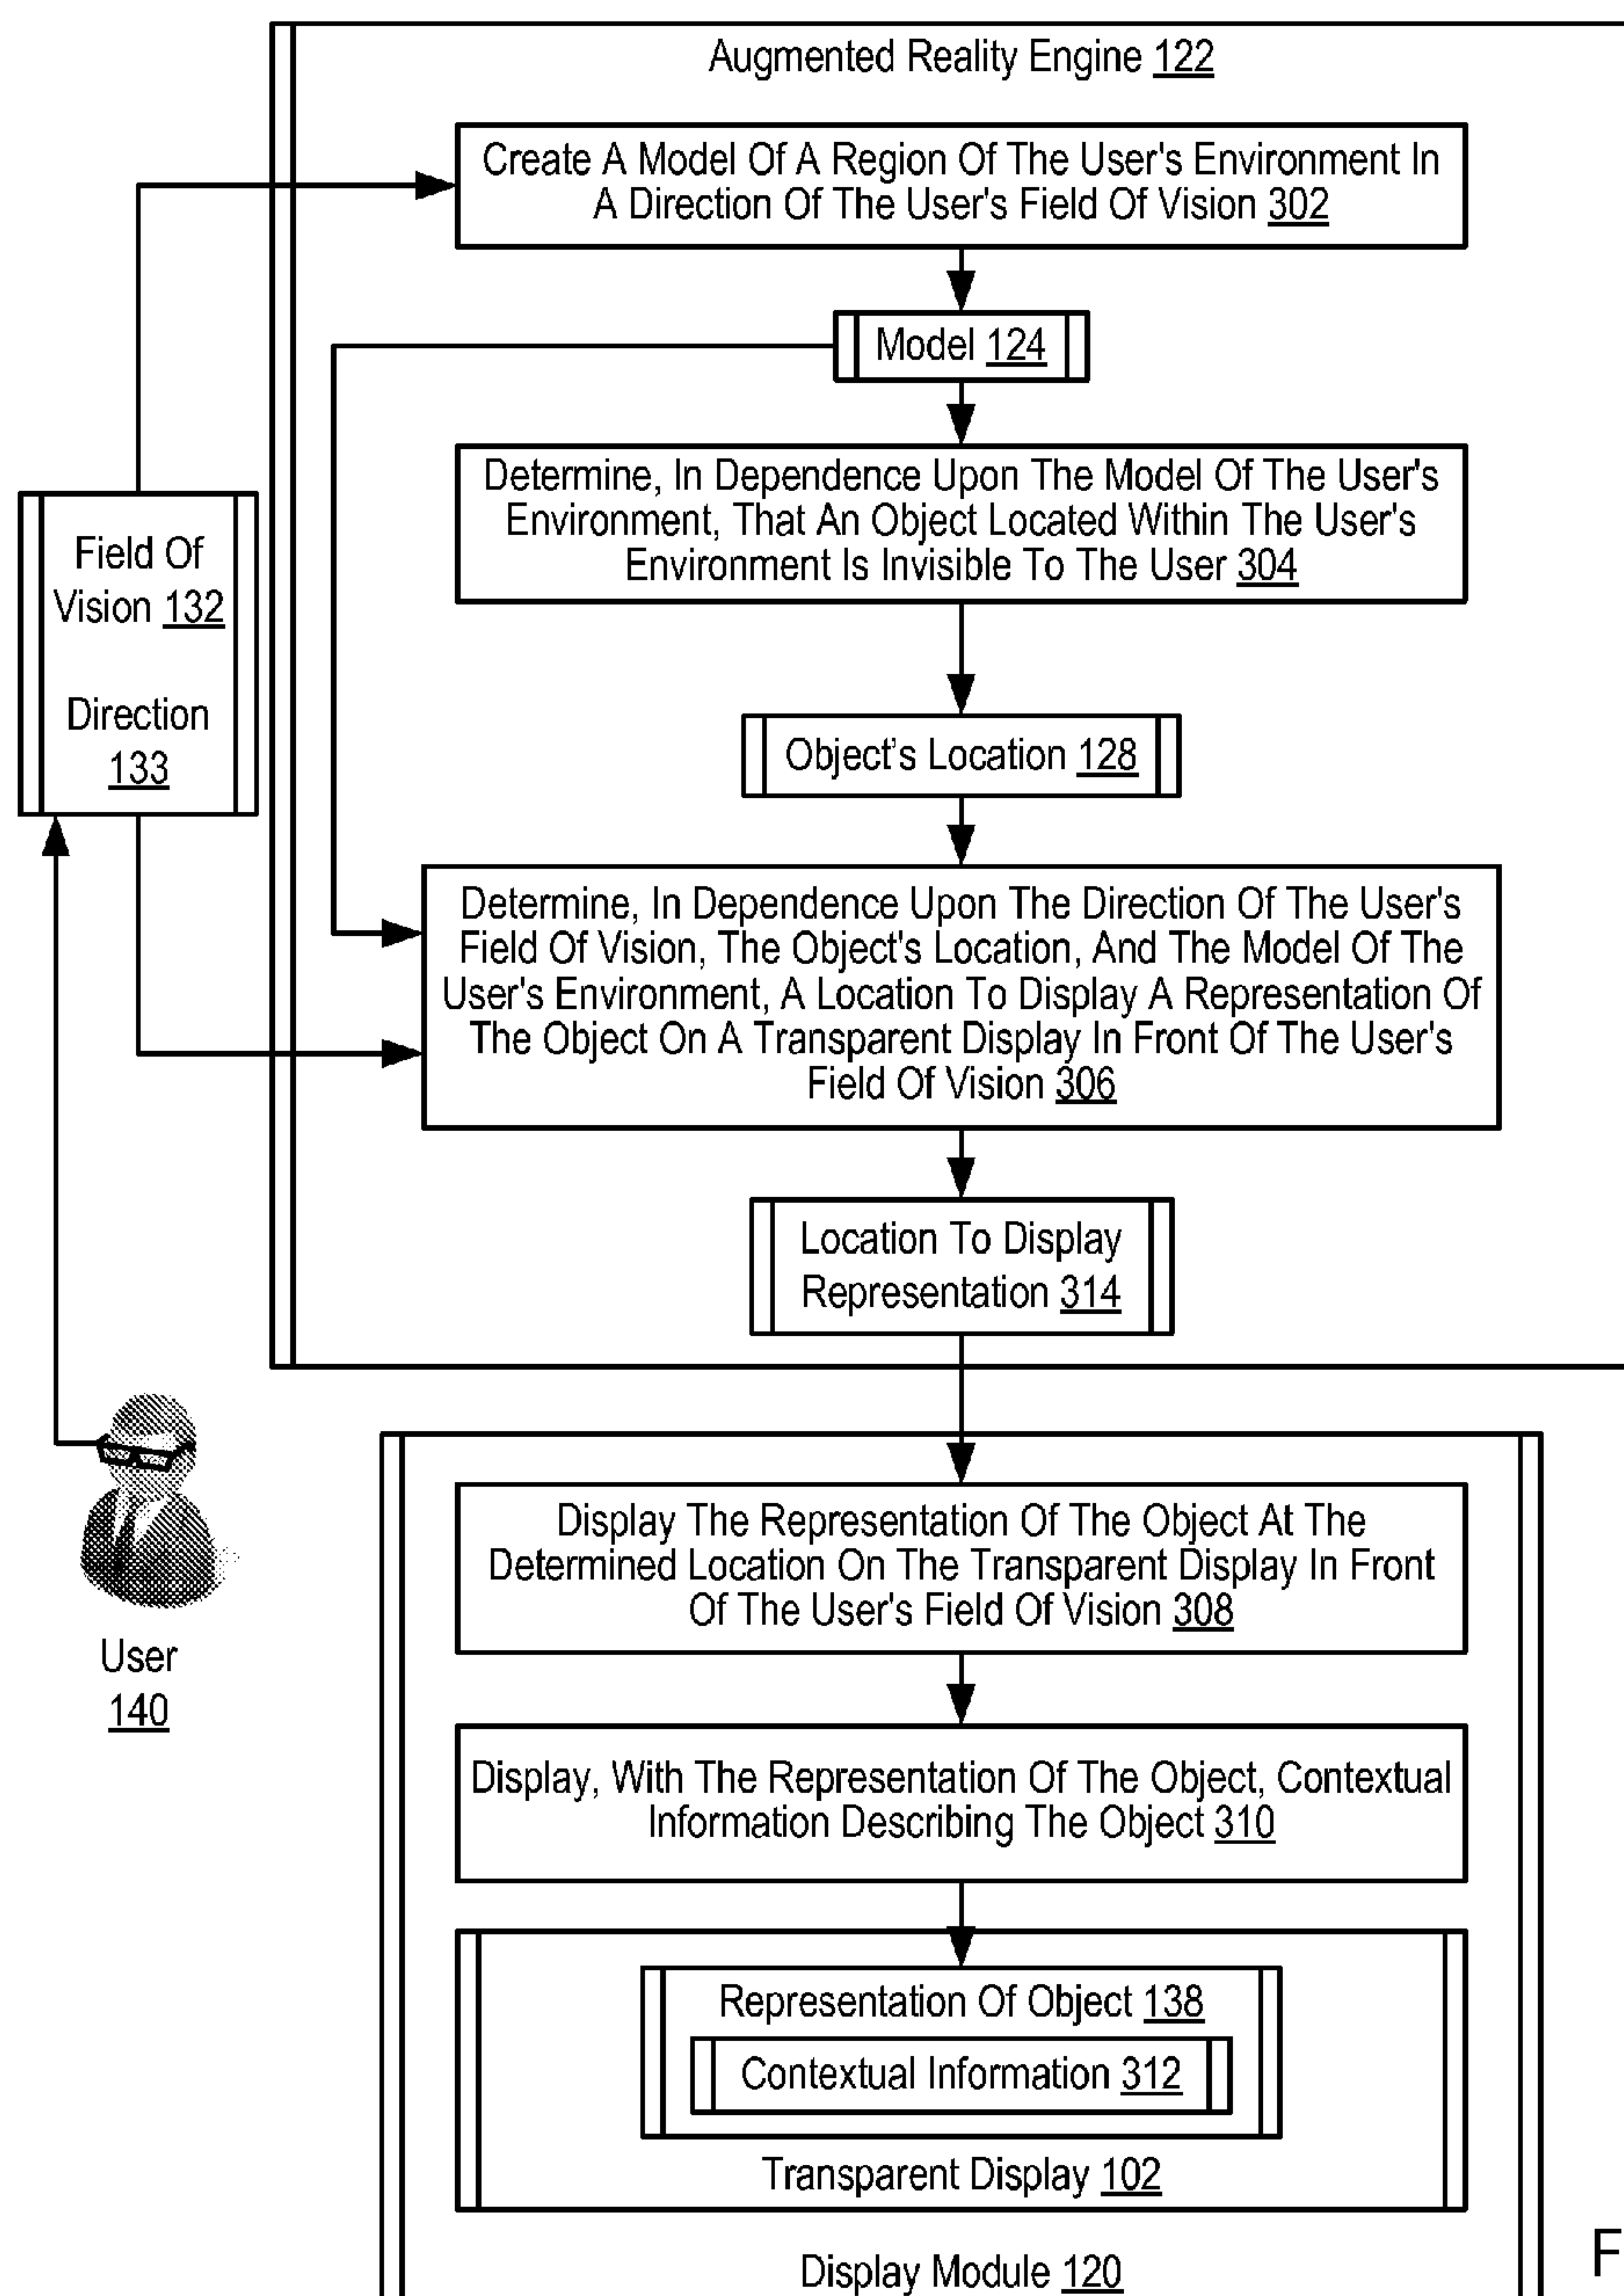 Augmented Reality Engine 122
Create A Model Of A Region Of The User's Environment In
A Direction Of The User's Field Of Vision 302
Model 124
Determine, In Dependence Upon The Model Of The User's
Environment, That An Object Located Within The User's
Environment Is Invisible To The User 304
Field Of
Vision 132
Direction
133
Object's Location 128
Determine, In Dependence Upon The Direction Of The User's
Field Of Vision, The Object's Location, And The Model Of The
User's Environment, A Location To Display A Representation Of
The Object On A Transparent Display In Front Of The User's
Field Of Vision 306
Location To Display
Representation 314
User
140
Display The Representation Of The Object At The
Determined Location On The Transparent Display In Front
Of The User's Field Of Vision 308
Display, With The Representation Of The Object, Contextual
Information Describing The Object 310
Representation Of Object 138
Contextual Information 312
Transparent Display 102
Display Module 120
F